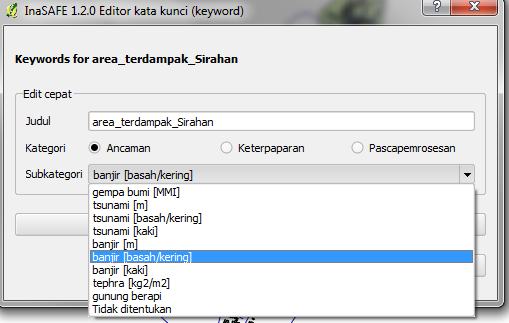 InaSAFE 1.2.0 Editor kata kunci (keyword)
Keywords for area_terdampak_Sirahan
Edit cepat
Judul area_terdampak_Sirahan
Kategori Ancaman Keterpaparan Pascapemrosesan
Subkategori banjir [basah/kering]
gempa bumi [MMI]
tsunami [m]
tsunami [basah/kering]
tsunami [kaki]
banjir [m]
banjir [basah/kering]
banjir [kaki]
tephra [kg2/m2]
gunung berapi
Tidak ditentukan